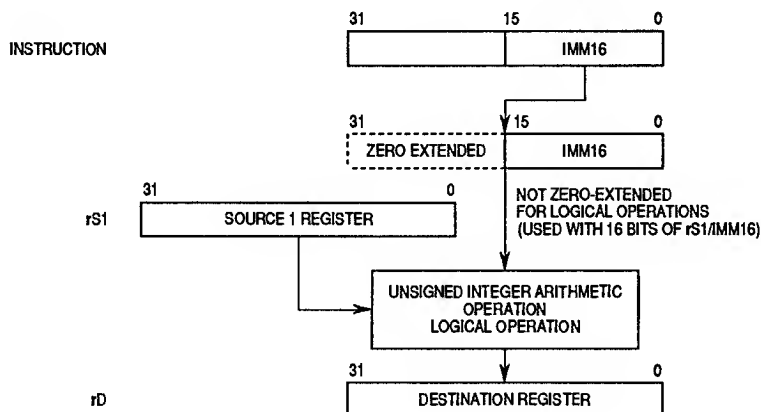 31 15 0
INSTRUCTION IMM16
31 15 0
ZERO EXTENDED IMM16
31 0
rS1 SOURCE 1 REGISTER
NOT ZERO-EXTENDED
FOR LOGICAL OPERATIONS
(USED WITH 16 BITS OF rS1/IMM16)
UNSIGNED INTEGER ARITHMETIC
OPERATION
LOGICAL OPERATION
31 0
rD DESTINATION REGISTER